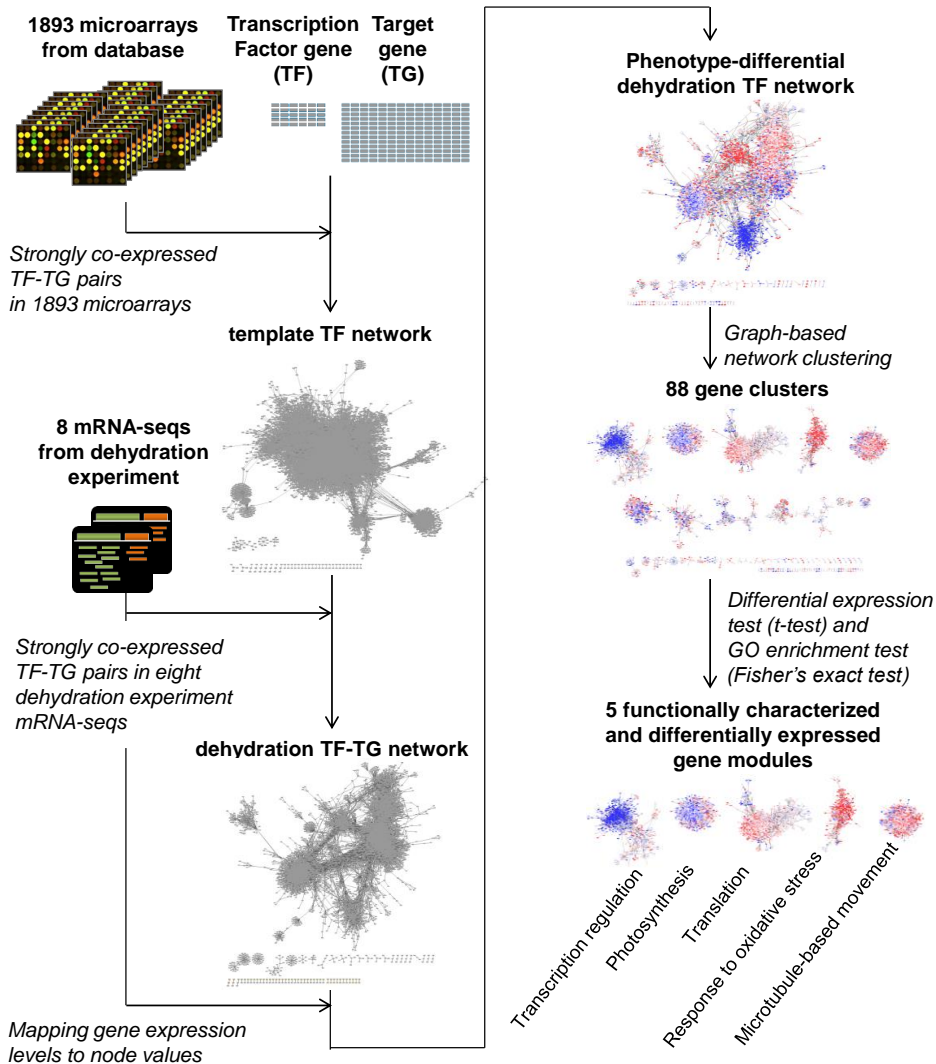 1893 microarrays
from database
Transcription
Factor gene
(TF)
Target
gene
(TG)
Strongly co-expressed
TF-TG pairs
in 1893 microarrays
template TF network
8 mRNA-seqs
from dehydration
experiment
Strongly co-expressed
TF-TG pairs in eight
dehydration experiment
mRNA-seqs
dehydration TF-TG network
Mapping gene expression
levels to node values
Phenotype-differential
dehydration TF network
Graph-based
network clustering
88 gene clusters
Differential expression
test (t-test) and
GO enrichment test
(Fisher's exact test)
5 functionally characterized
and differentially expressed
gene modules
Transcription regulation
Photosynthesis
Translation
Response to oxidative stress
Microtubule-based movement